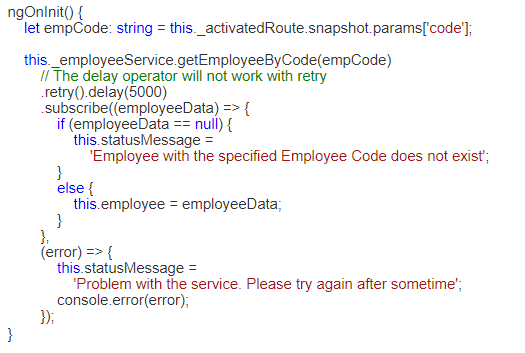 ngOnInit() {
let empCode: string = this._activatedRoute.snapshot.params['code'];
this._employeeService.getEmployeeByCode(empCode)
// The delay operator will not work with retry
.retry().delay(5000)
.subscribe((employeeData) => {
if (employeeData == null) {
this.statusMessage =
'Employee with the specified Employee Code does not exist';
}
else {
this.employee = employeeData;
}
},
(error) => {
this.statusMessage =
'Problem with the service. Please try again after sometime';
console.error(error);
});
}